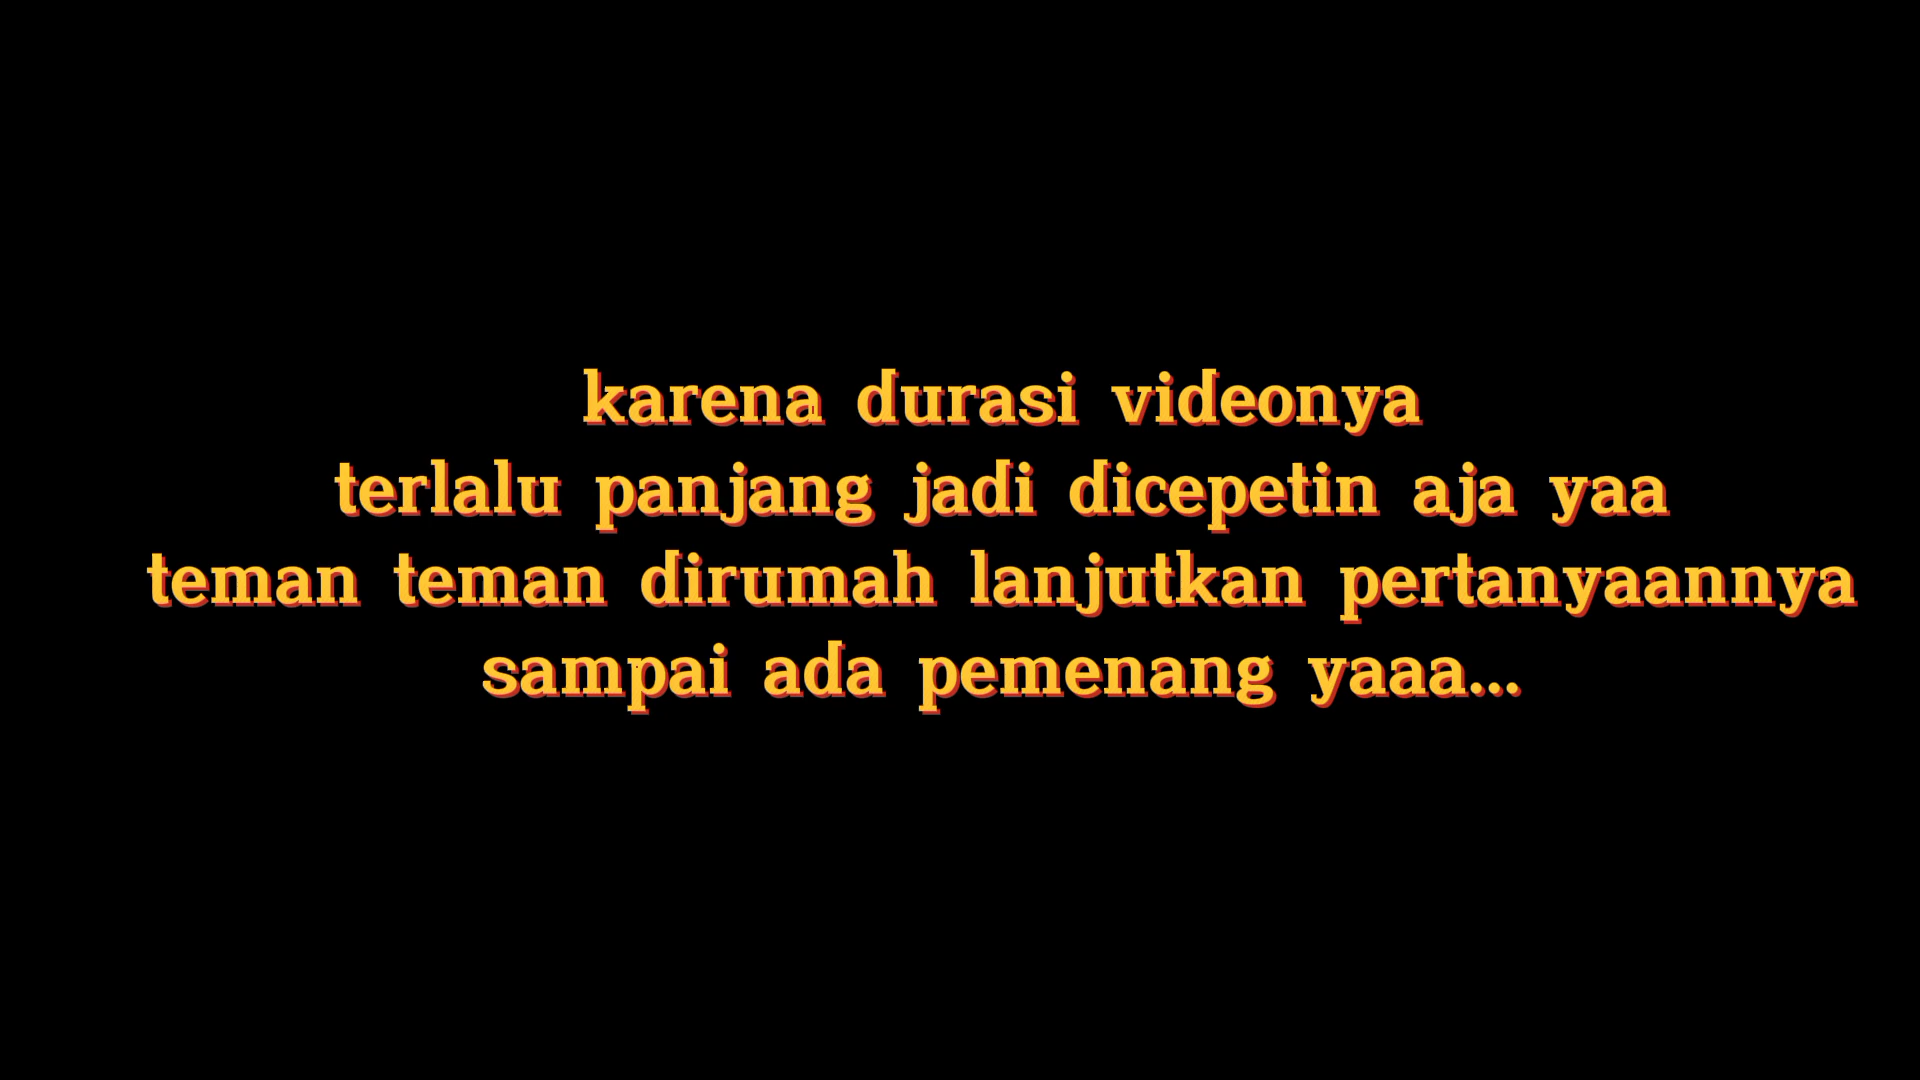 karena durasi videonya
terlalu panjang jadi dicepetin aja yaa
teman teman dirumah lanjutkan pertanyaannya
sampai ada pemenang yaaa...